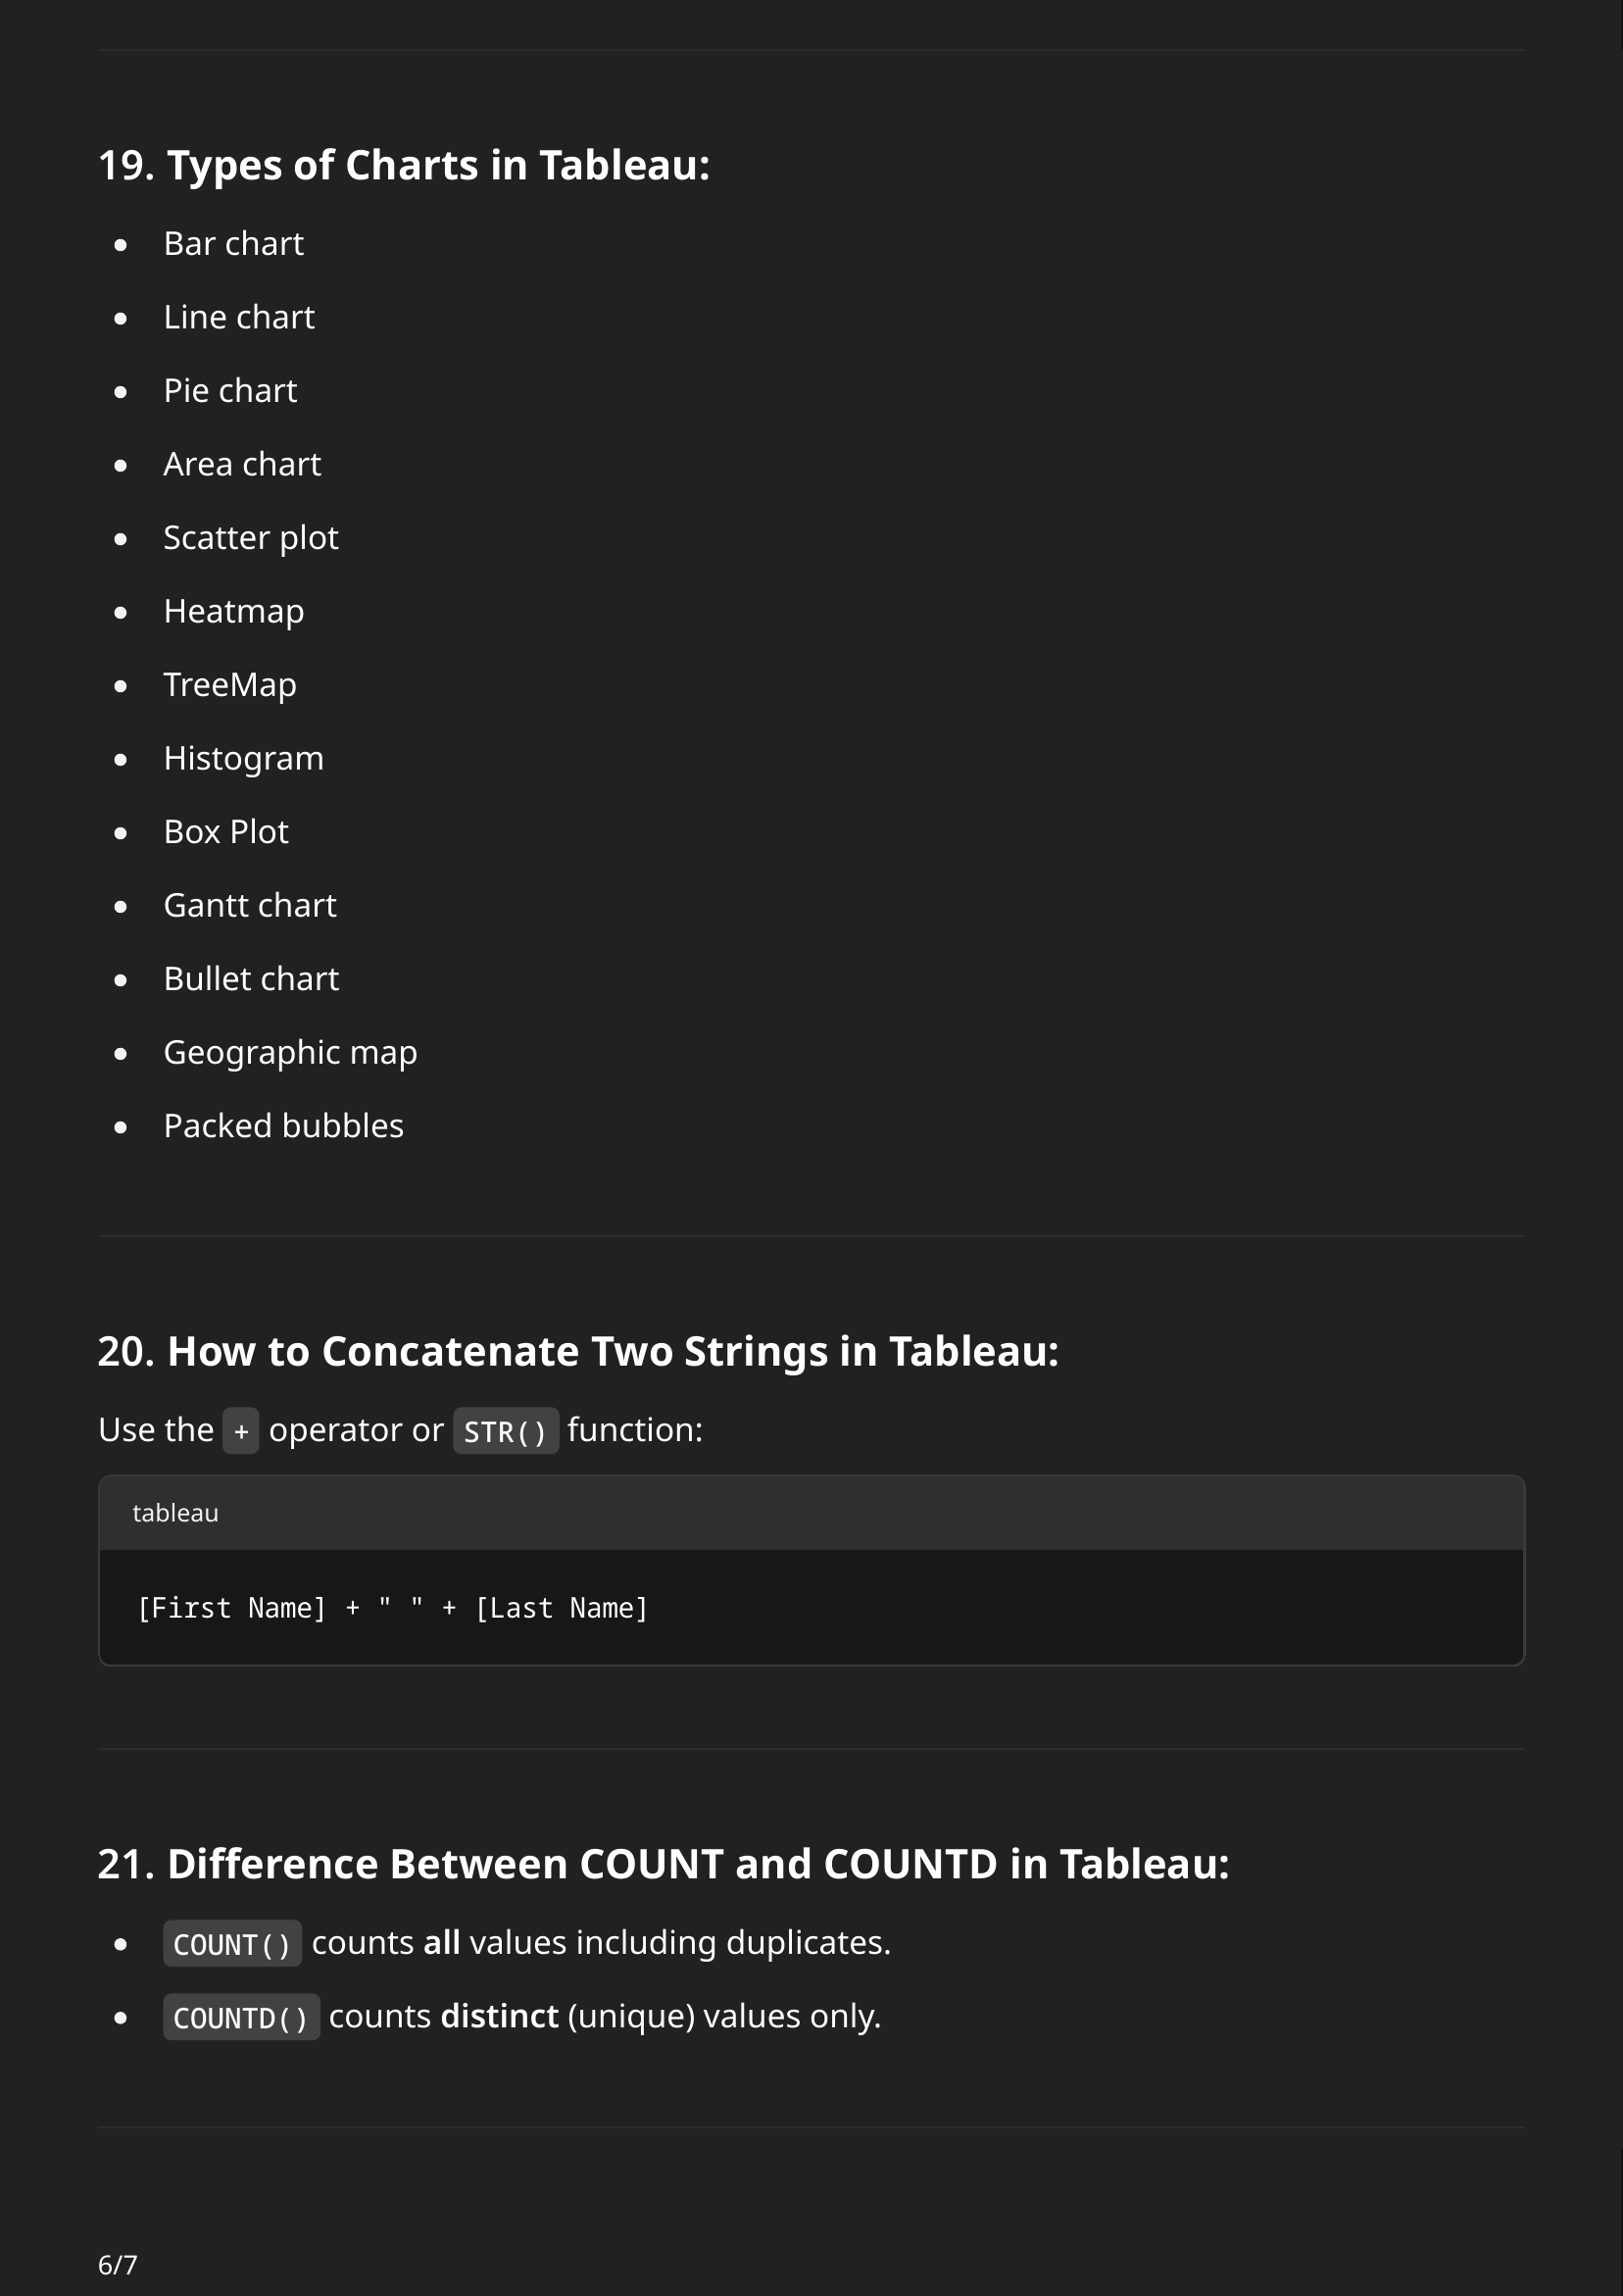 19. Types of Charts in Tableau:
Bar chart
Line chart
Pie chart
Area chart
Scatter plot
Heatmap
TreeMap
Histogram
Box Plot
Gantt chart
Bullet chart
Geographic map
Packed bubbles
20. How to Concatenate Two Strings in Tableau:
Use the + operator or STR() function:
tableau
[First Name] + " " + [Last Name]
21. Difference Between COUNT and COUNTD in Tableau:
COUNT() counts all values including duplicates.
COUNTD() counts distinct (unique) values only.
6/7